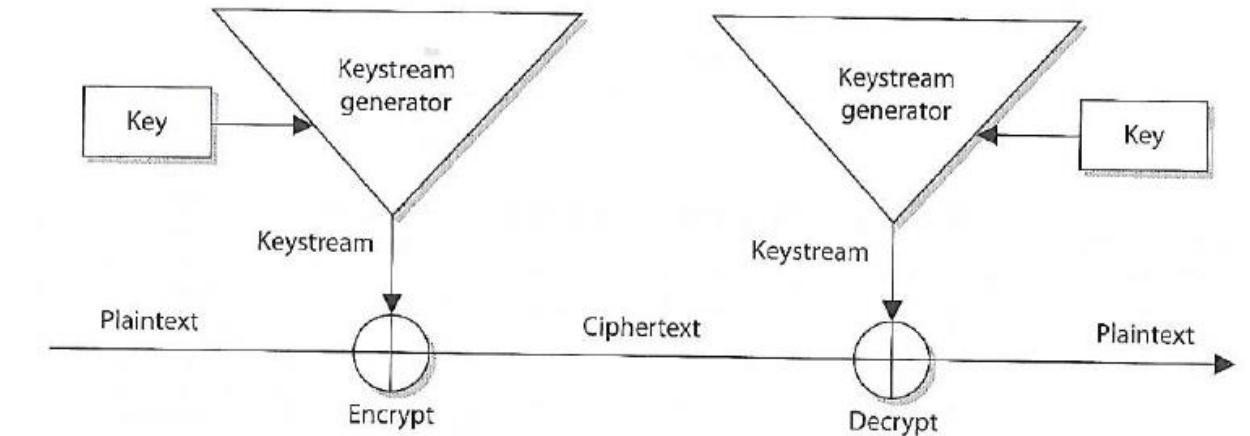 Keystream
generator
Keystream
generator
Key
Key
Keystream
Keystream
Plaintext
Ciphertext
Plaintext
Encrypt
Decrypt